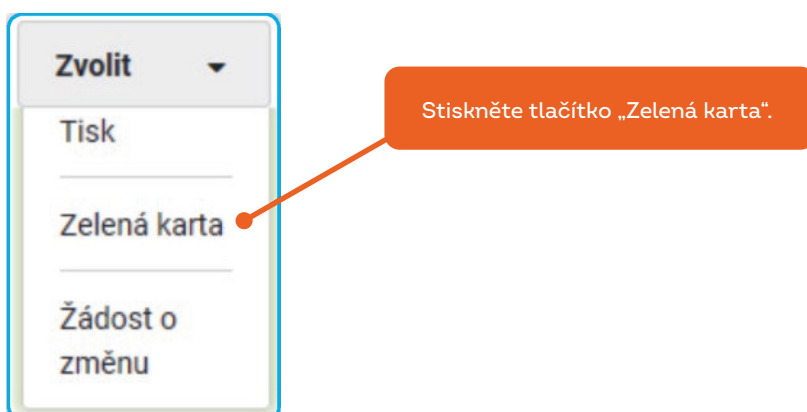 Zvolit
Tisk
Stiskněte tlačítko „Zelená karta“.
Zelená karta
Žádost o
změnu